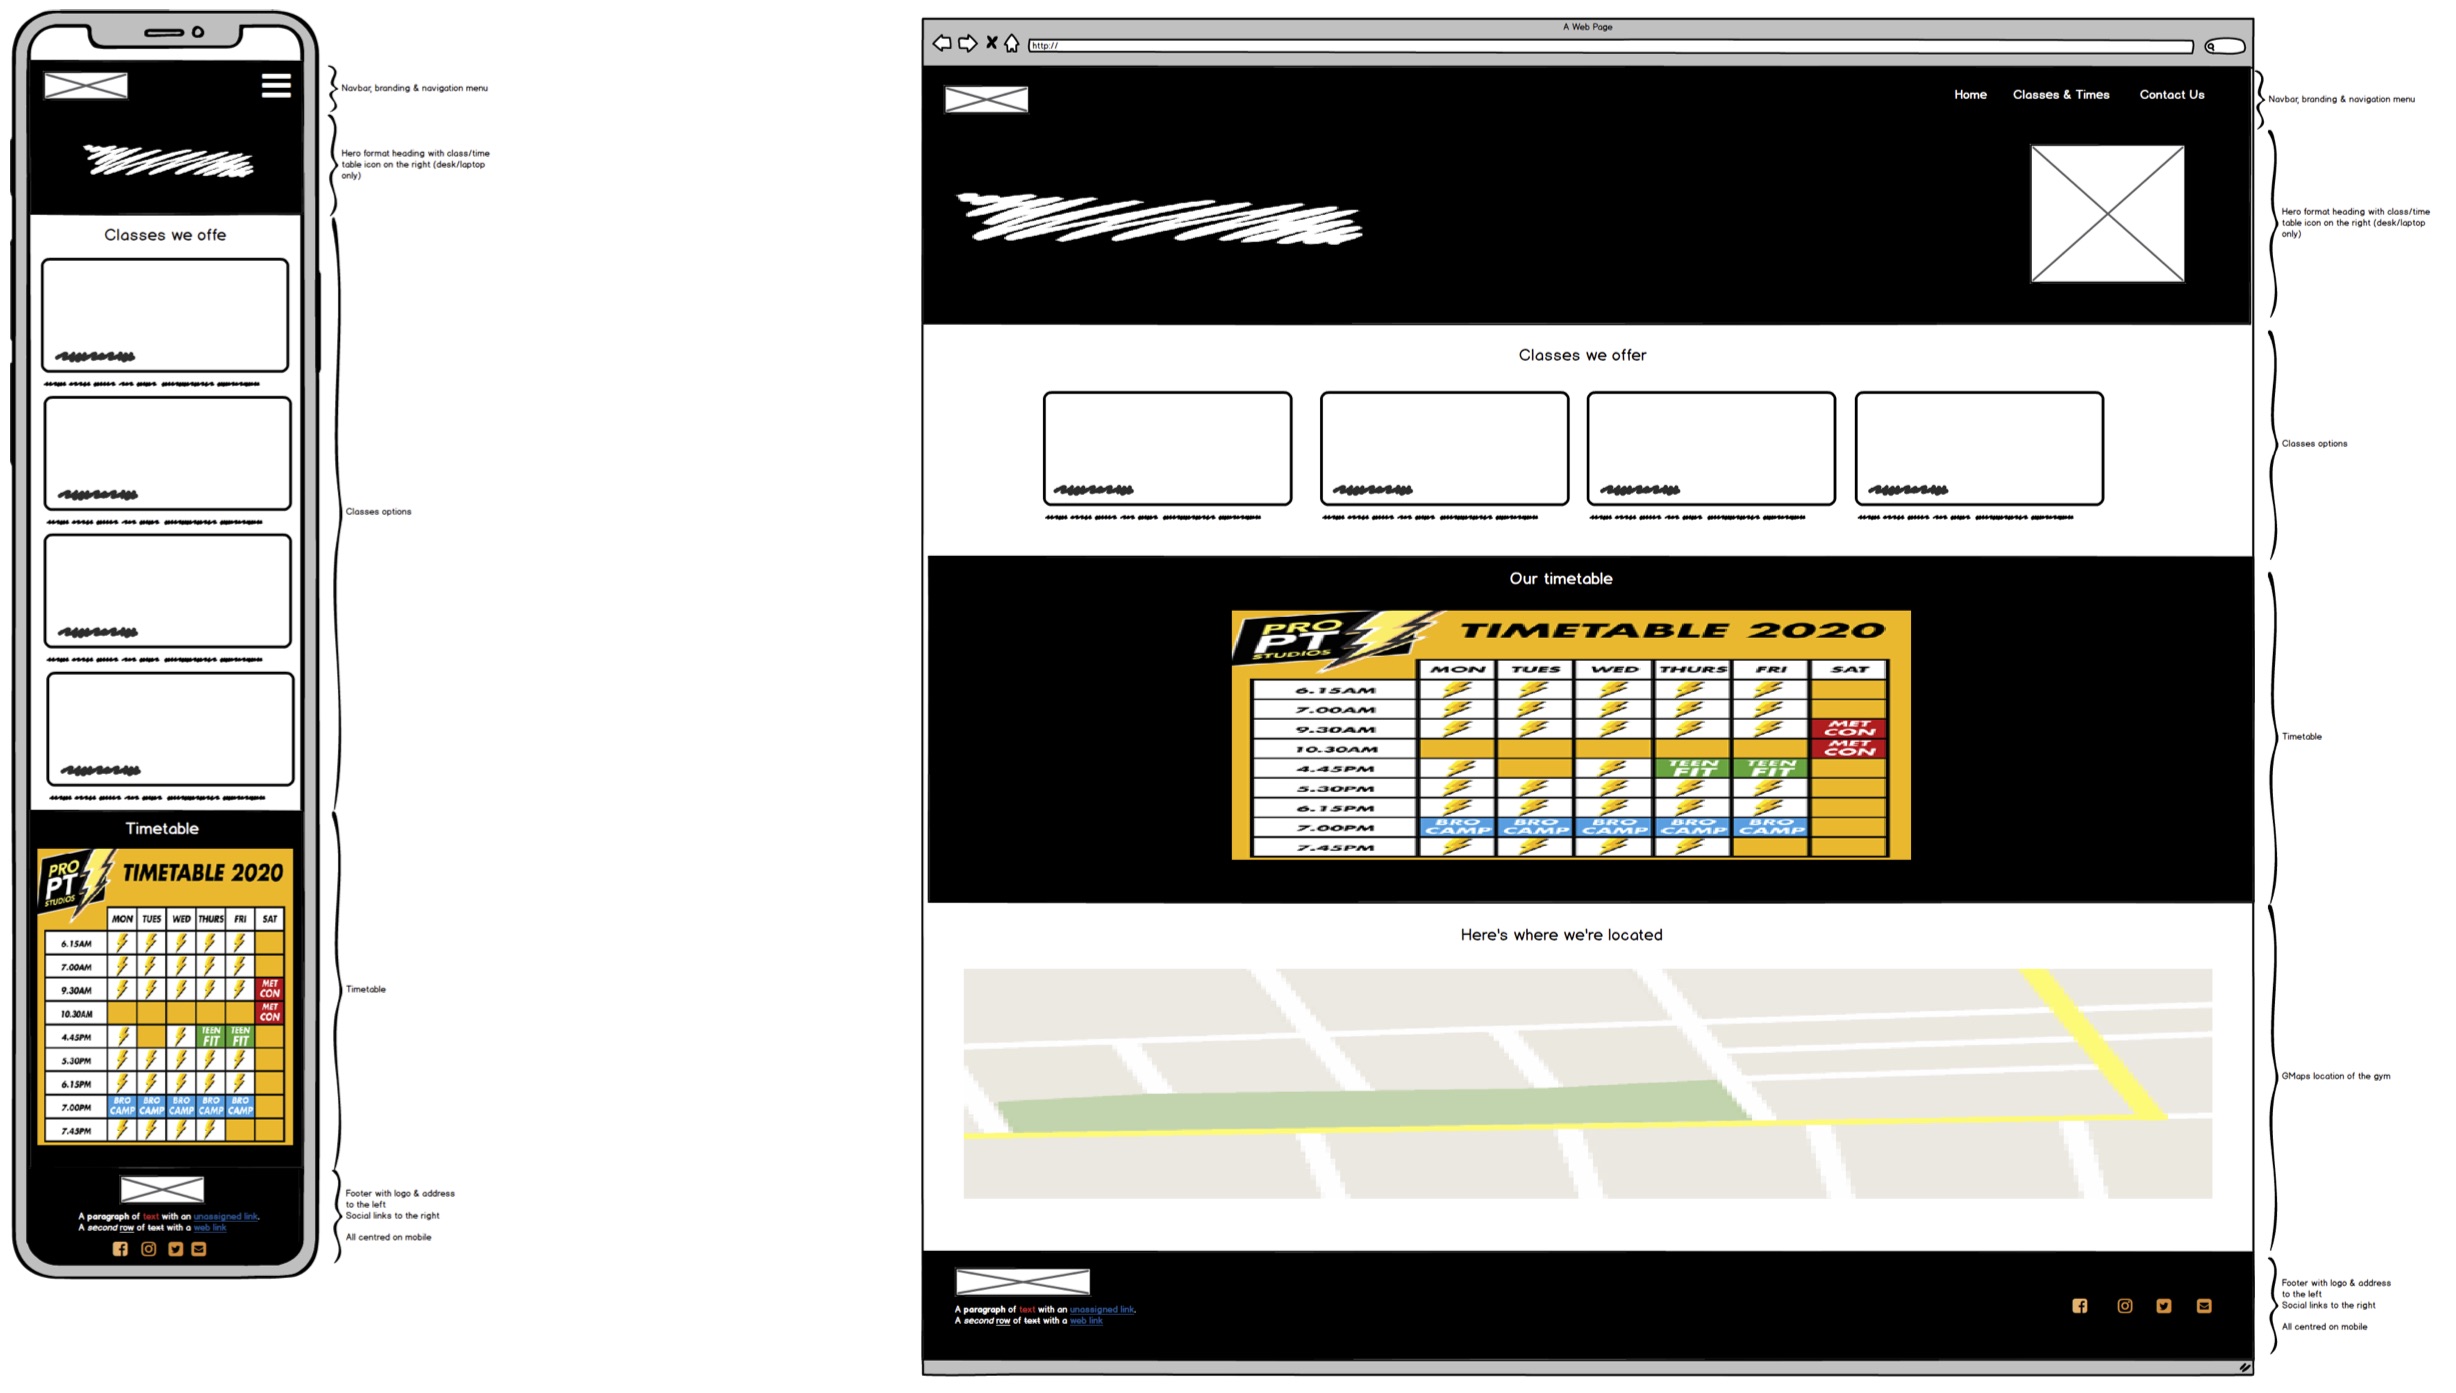 Navbar, branding & navigation menu
Hero format heading with class/time
table icon on the right (desk/laptop
only)
Classes we offe
Classes options
Timetable
PRO
PT
STUDIOS
TIMETABLE 2020
MON TUES WED THURS FRI SAT
6.15AM
7.00AM
9.30AM MET CON
10.30AM MET CON
4.45PM TEEN FIT TEEN FIT
5.30PM
6.15PM
7.00PM BRO CAMP BRO CAMP BRO CAMP BRO CAMP BRO CAMP
7.45PM
Timetable
A paragraph of text with an unassigned link.
A second row of text with a web link
Footer with logo & address
to the left
Social links to the right
All centred on mobile
A Web Page
http://
Home Classes & Times Contact Us
Navbar, branding & navigation menu
Hero format heading with class/time
table icon on the right (desk/laptop
only)
Classes we offer
Classes options
Our timetable
PRO
PT
STUDIOS
TIMETABLE 2020
MON TUES WED THURS FRI SAT
6.15AM
7.00AM
9.30AM MET CON
10.30AM MET CON
4.45PM TEEN FIT TEEN FIT
5.30PM
6.15PM
7.00PM BRO CAMP BRO CAMP BRO CAMP BRO CAMP BRO CAMP
7.45PM
Timetable
Here's where we're located
GMaps location of the gym
A paragraph of text with an unassigned link.
A second row of text with a web link
Footer with logo & address
to the left
Social links to the right
All centred on mobile